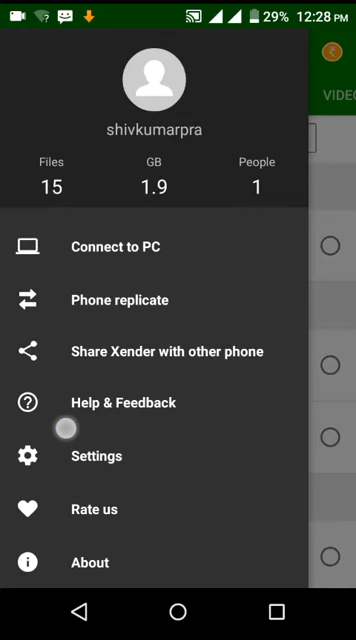 29% 12:28 PM
shivkumarpra
Files GB People
15 1.9 1
VIDEO
Connect to PC
Phone replicate
Share Xender with other phone
Help & Feedback
Settings
Rate us
About